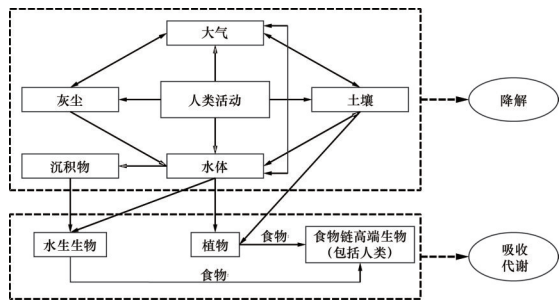 大气
灰尘
人类活动
土壤
降解
沉积物
水体
水生生物
植物
食物
食物链高端生物
(包括人类)
吸收
代谢
食物